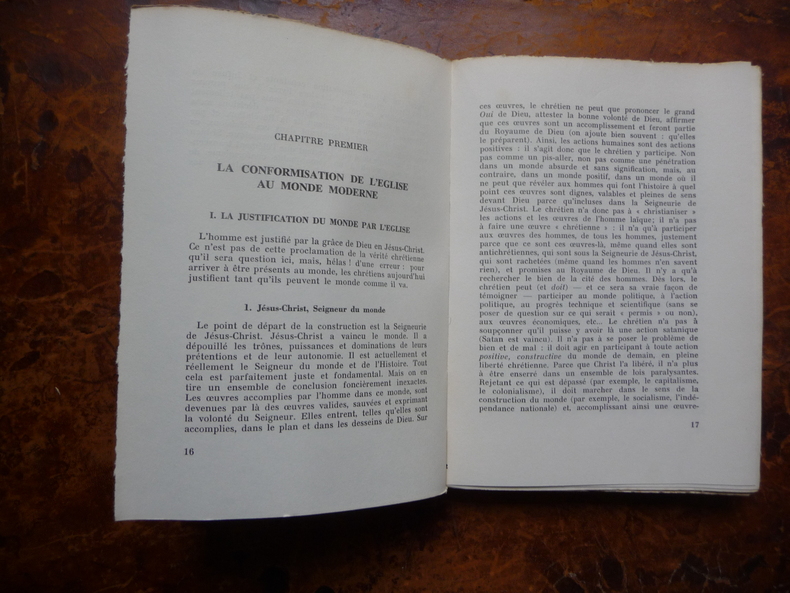 CHAPITRE PREMIER
LA CONFORMISATION DE L'EGLISE
AU MONDE MODERNE
I. LA JUSTIFICATION DU MONDE PAR L'EGLISE
L'homme est justifié par la grâce de Dieu en Jésus-Christ.
Ce n'est pas de cette proclamation de la vérité chrétienne
qu'il sera question ici, mais, hélas ! d'une erreur : pour
arriver à être présents au monde, les chrétiens aujourd'hui
justifient tant qu'ils peuvent le monde comme il va.
1. Jésus-Christ, Seigneur du monde
Le point de départ de la construction est la Seigneurie
de Jésus-Christ. Jésus-Christ a vaincu le monde. Il a
dépouillé les trônes, puissances et dominations de leurs
prétentions et de leur autonomie. Il est actuellement et
réellement le Seigneur du monde et de l'Histoire. Tout
cela est parfaitement juste et fondamental. Mais on en
tire un ensemble de conclusion foncièrement inexactes.
Les œuvres accomplies par l'homme dans ce monde, sont
devenues par là des œuvres valides, sauvées et exprimant
la volonté du Seigneur. Elles entrent, telles qu'elles sont
accomplies, dans le plan et dans les desseins de Dieu. Sur
16
ces œuvres, le chrétien ne peut que prononcer le grand
Oui de Dieu, attester la bonne volonté de Dieu, affirmer
que ces œuvres sont un accomplissement et feront partie
du Royaume de Dieu (on ajoute bien souvent : qu'elles
le préparent). Ainsi, les actions humaines sont des actions
positives : il s'agit donc que le chrétien y participe. Non
pas comme un pis-aller, non pas comme une pénétration
dans un monde absurde et sans signification, mais, au
contraire, dans un monde positif, dans un monde où il
ne peut que révéler aux hommes qui font l'histoire à quel
point ces œuvres sont dignes, valables et pleines de sens
devant Dieu parce qu'incluses dans la Seigneurie de
Jésus-Christ. Le chrétien n'a donc pas à « christianiser »
les actions et les œuvres de l'homme laïque; il n'a pas
à faire une œuvre « chrétienne » : il n'a qu'à participer
aux œuvres des hommes, de tous les hommes, justement
parce que ce sont ces œuvres-là, même quand elles sont
antichrétiennes, qui sont sous la Seigneurie de Jésus-Christ,
qui sont rachetées (même quand les hommes n'en savent
rien), et promises au Royaume de Dieu. Il n'y a qu'à
rechercher le bien de la cité des hommes. Dès lors, le
chrétien peut (et doit) — et ce sera sa vraie façon de
témoigner — participer au monde politique, à l'action
politique, au progrès technique et scientifique (sans se
poser de question sur ce qui serait « permis » ou non),
aux œuvres économiques, etc... Le chrétien n'a pas à
soupçonner qu'il puisse y avoir là une action satanique
(Satan est vaincu). Il n'a pas à se poser le problème de
bien et de mal : il doit agir en participant à toute action
positive, constructive du monde de demain, en pleine
liberté chrétienne. Parce que Christ l'a libéré, il n'a plus
à être enserré dans un ensemble de lois paralysantes.
Rejetant ce qui est dépassé (par exemple, le capitalisme,
le colonialisme), il doit marcher dans le sens de la
construction du monde (par exemple, le socialisme, l'indé-
pendance nationale) et, accomplissant ainsi une œuvre-
17